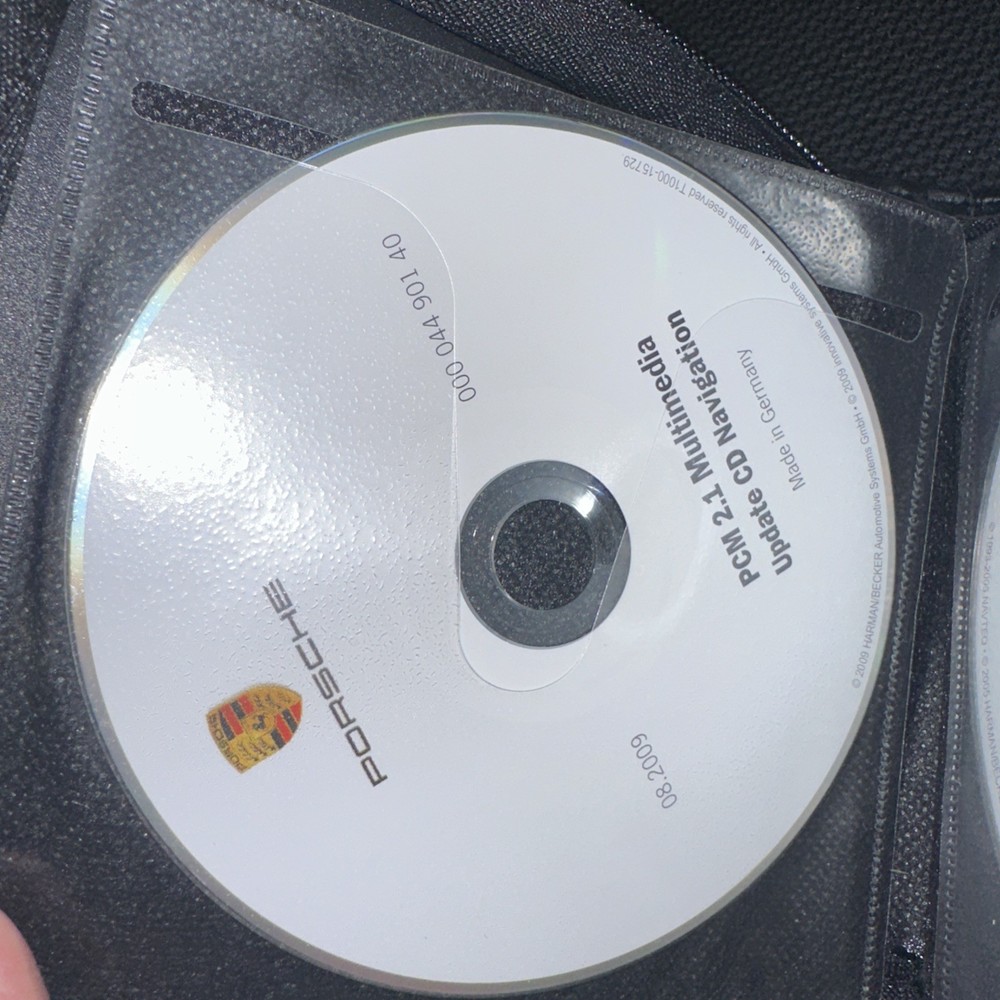 PORSCHE
PORSCHE
000 044 901 40
08.2009
PCM 2.1 Multimedia
Update CD Navigation
Made in Germany
© 2009 HARMAN/BECKER Automotive Systems GmbH • © 2009 innovative systems GmbH • All rights reserved T1000-15729